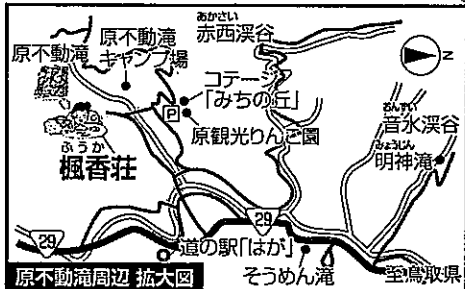 原不動滝
原不動滝
キャンプ場
あかさい
赤西渓谷
N
コテージ
「みちの丘」
P
原観光りんご園
おんずい
音水渓谷
みょうじん
明神滝
ふうか
楓香荘
29
29
道の駅「はが」
そうめん滝
至鳥取県
原不動滝周辺 拡大図